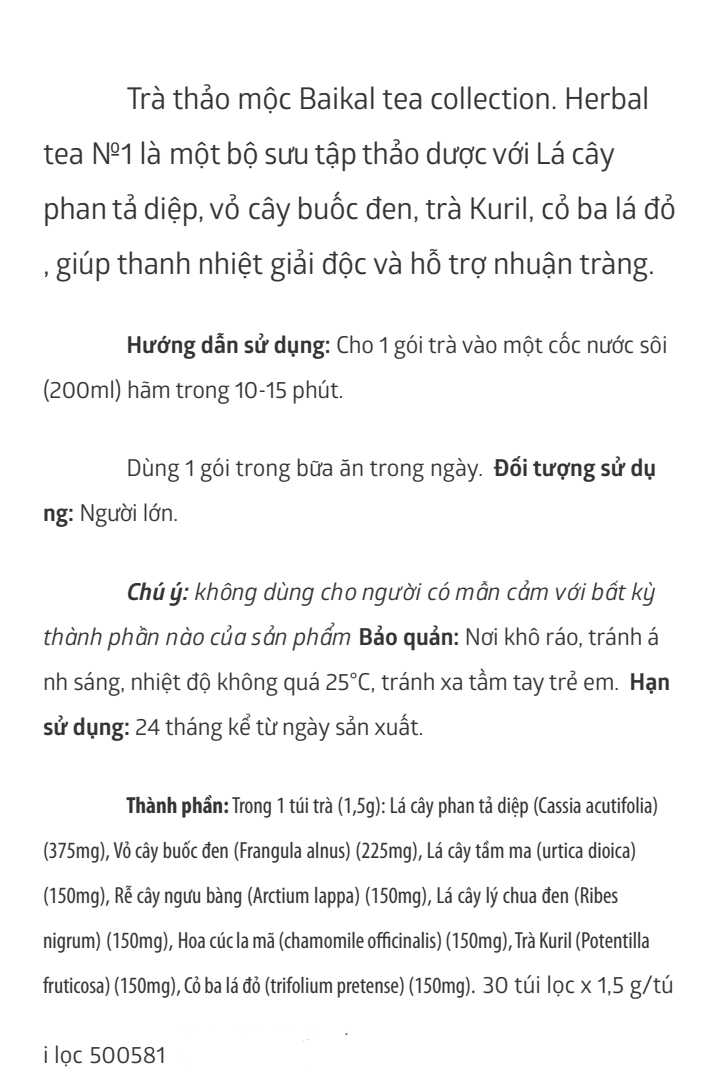 Trà thảo mộc Baikal tea collection. Herbal
tea №1 là một bộ sưu tập thảo dược với Lá cây
phan tả diệp, vỏ cây buốc đen, trà Kuril, cỏ ba lá đỏ
, giúp thanh nhiệt giải độc và hỗ trợ nhuận tràng.
Hướng dẫn sử dụng: Cho 1 gói trà vào một cốc nước sôi
(200ml) hãm trong 10-15 phút.
Dùng 1 gói trong bữa ăn trong ngày. Đối tượng sử dụ
ng: Người lớn.
Chú ý: không dùng cho người có mẫn cảm với bất kỳ
thành phần nào của sản phẩm Bảo quản: Nơi khô ráo, tránh á
nh sáng, nhiệt độ không quá 25°C, tránh xa tầm tay trẻ em. Hạn
sử dụng: 24 tháng kể từ ngày sản xuất.
Thành phần: Trong 1 túi trà (1,5g): Lá cây phan tả diệp (Cassia acutifolia)
(375mg), Vỏ cây buốc đen (Frangula alnus) (225mg), Lá cây tầm ma (urtica dioica)
(150mg), Rễ cây ngưu bàng (Arctium lappa) (150mg), Lá cây lý chua đen (Ribes
nigrum) (150mg), Hoa cúc la mã (chamomile officinalis) (150mg), Trà Kuril (Potentilla
fruticosa) (150mg), Cỏ ba lá đỏ (trifolium pretense) (150mg). 30 túi lọc x 1,5 g/tú
i lọc 500581